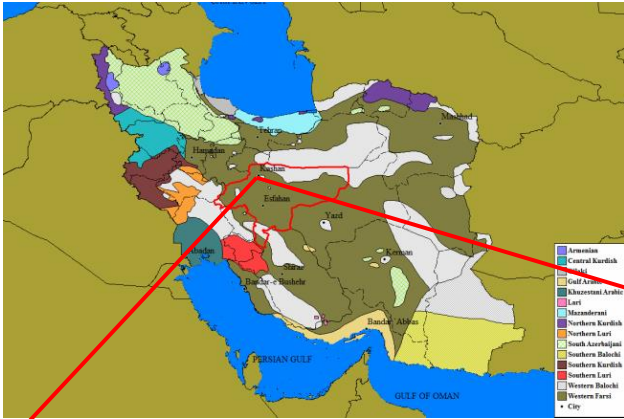 Tehran
Mashhad
Hamadan
Kashan
Esfahan
Yazd
Abadan
Kerman
Shiraz
Bandar-e Bushehr
Bandar Abbas
PERSIAN GULF
GULF OF OMAN
Armenian
Central Kurdish
Gulf Arabic
Khuzestani Arabic
Lari
Mazanderani
Northern Kurdish
Northern Luri
South Azerbaijani
Southern Balochi
Southern Kurdish
Southern Luri
Western Balochi
Western Farsi
City